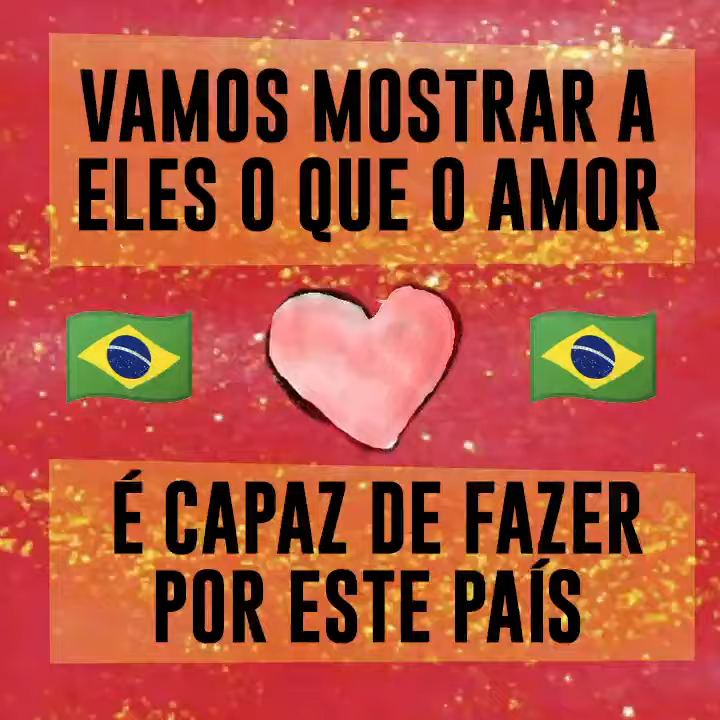 VAMOS MOSTRAR A
ELES O QUE O AMOR
É CAPAZ DE FAZER
POR ESTE PAÍS